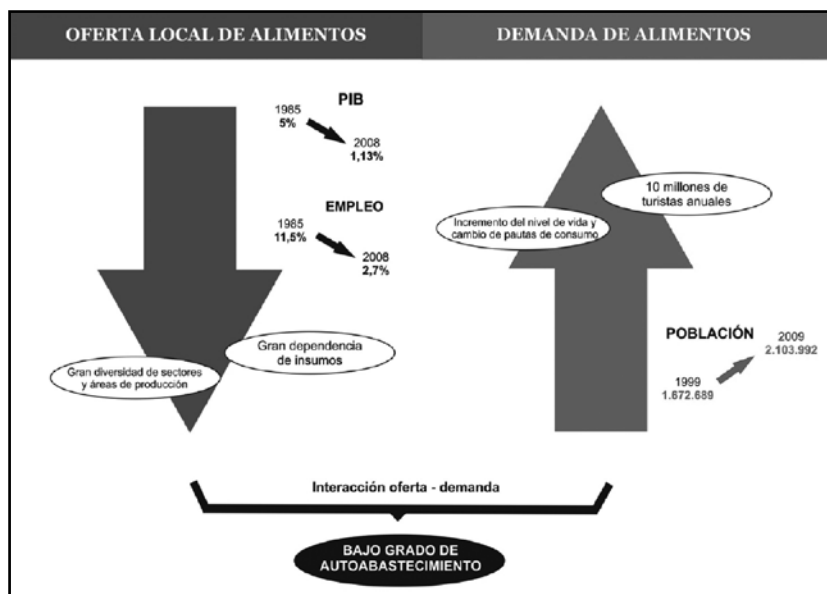 OFERTA LOCAL DE ALIMENTOS
DEMANDA DE ALIMENTOS
PIB
1985
5%
2008
1,13%
EMPLEO
1985
11,5%
2008
2,7%
Gran dependencia
de insumos
Gran diversidad de sectores
y áreas de producción
10 millones de
turistas anuales
Incremento del nivel de vida y
cambio de pautas de consumo
POBLACIÓN
2009
2.103.992
1999
1.672.689
Interacción oferta - demanda
BAJO GRADO DE
AUTOABASTECIMIENTO